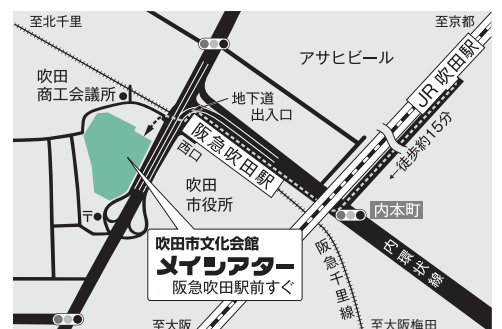 至北千里
至京都
アサヒビール
吹田
商工会議所
地下道
出入口
JR 吹田駅
←徒歩約15分
西口
阪急吹田駅
吹田
市役所
〒
内本町
吹田市文化会館
メイシアター
阪急吹田駅前すぐ
阪急千里線
内環状線
至大阪
至大阪梅田